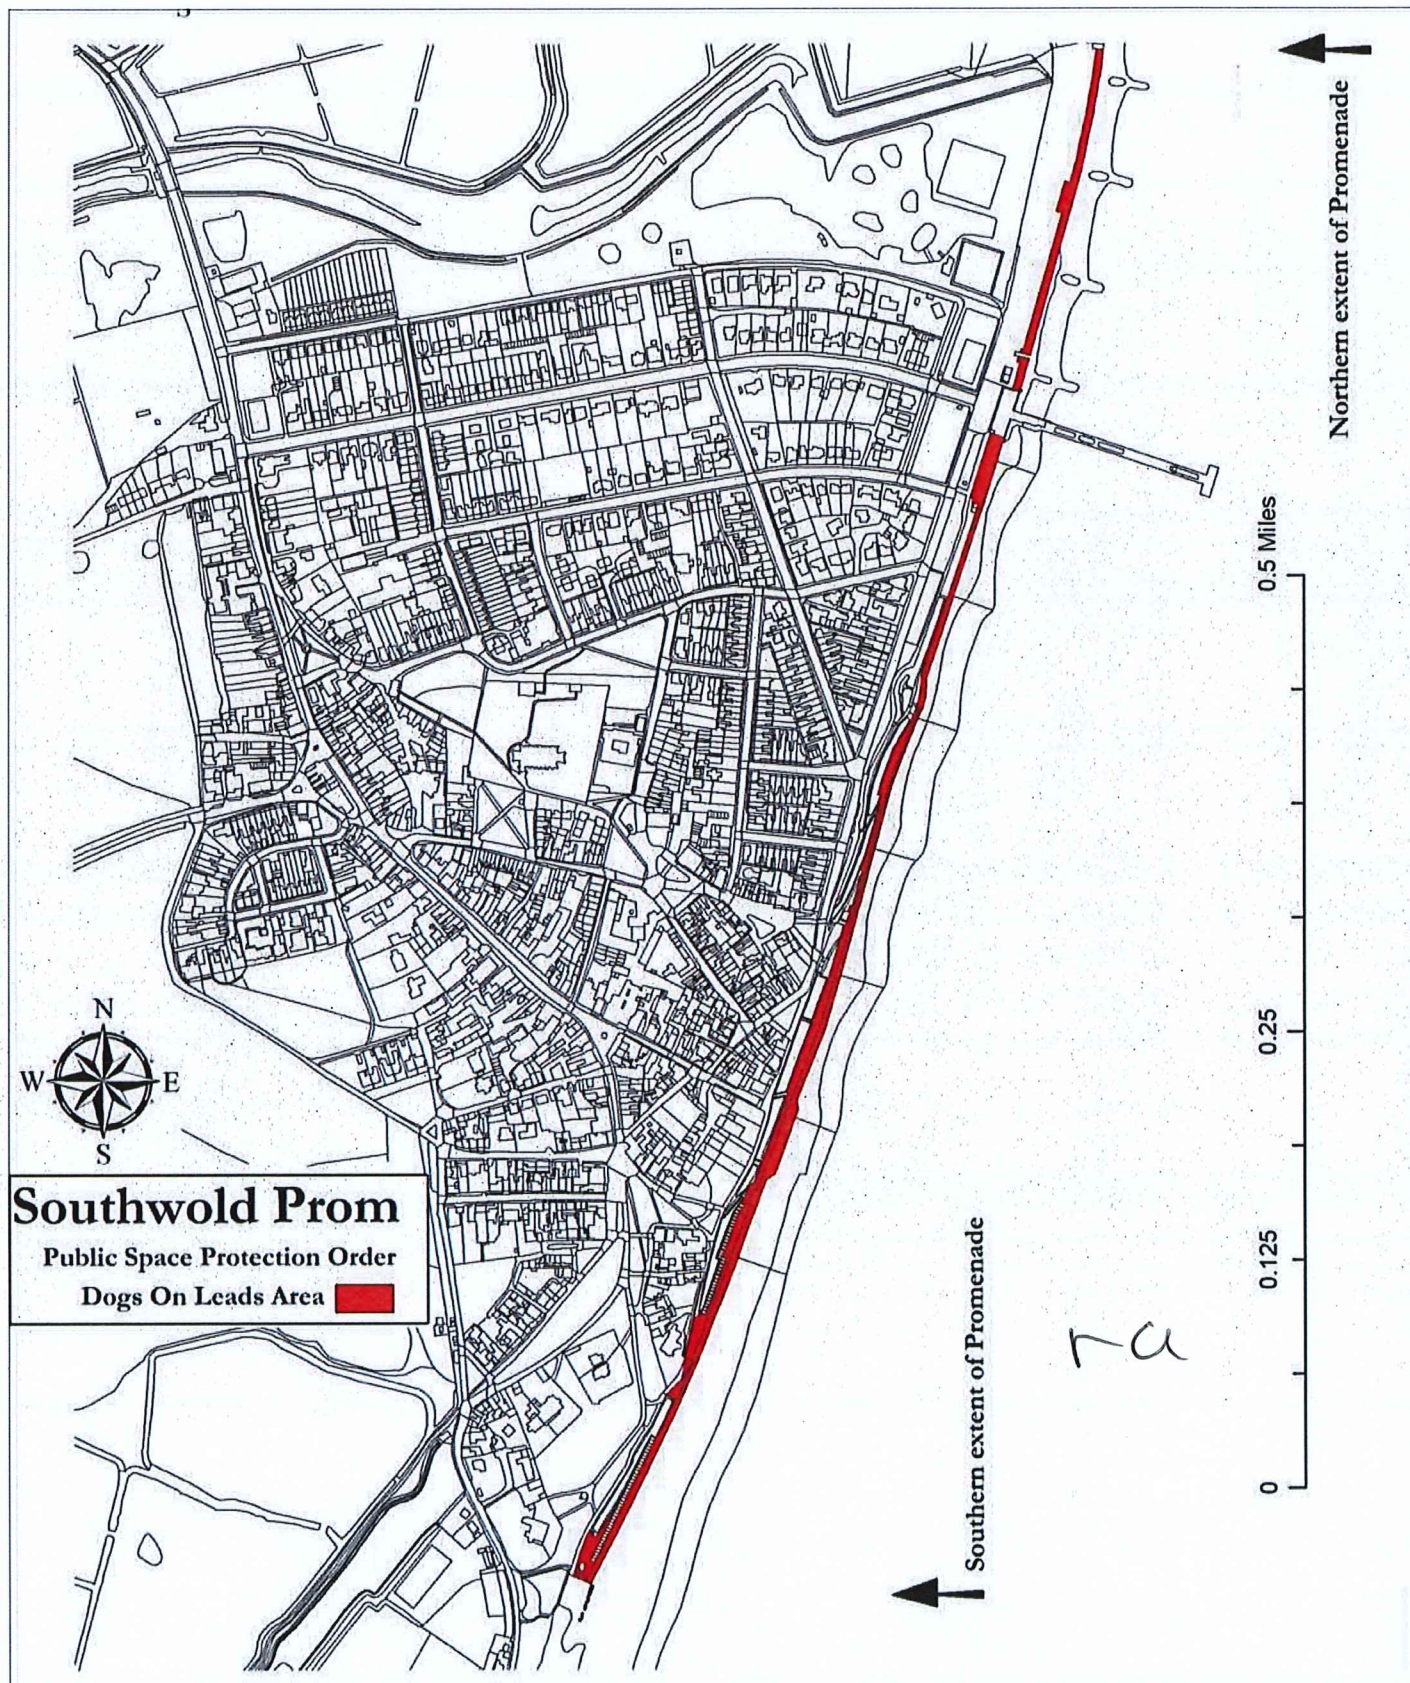 Northern extent of Promenade
N
W
E
S
Southwold Prom
Public Space Protection Order
Dogs On Leads Area
Southern extent of Promenade
0
0.125
0.25
0.5 Miles